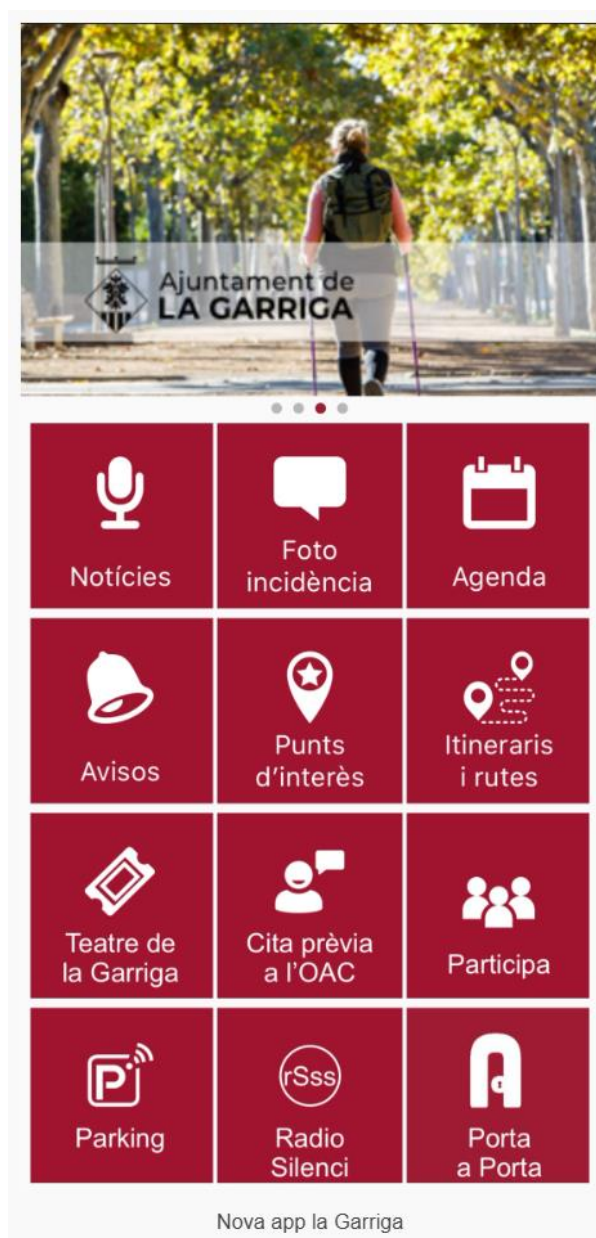 Ajuntament de
LA GARRIGA
Notícies
Foto
incidència
Agenda
Avisos
Punts
d'interès
Itineraris
i rutes
Teatre de
la Garriga
Cita prèvia
a l'OAC
Participa
P
Parking
rSss
Radio
Silenci
Porta
a Porta
Nova app la Garriga